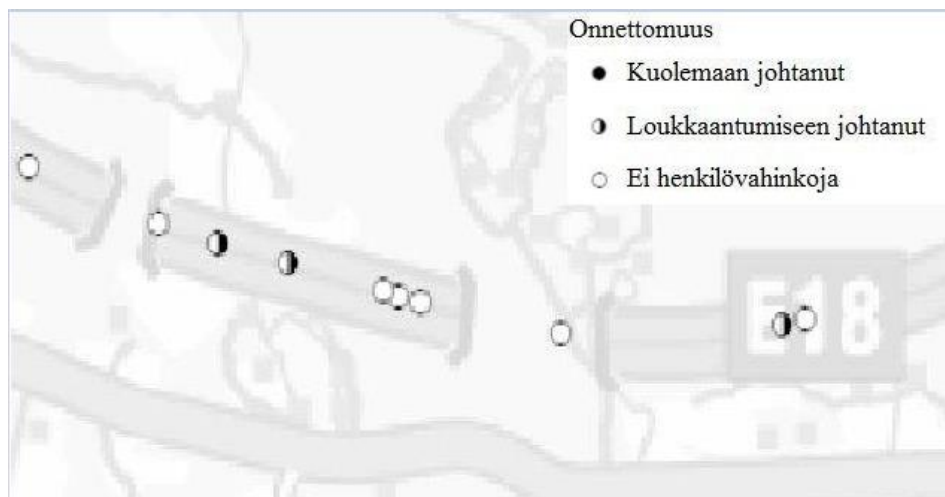 Onnettomuus
Kuolemaan johtanut
Loukkaantumiseen johtanut
Ei henkilövahinkoja
E18